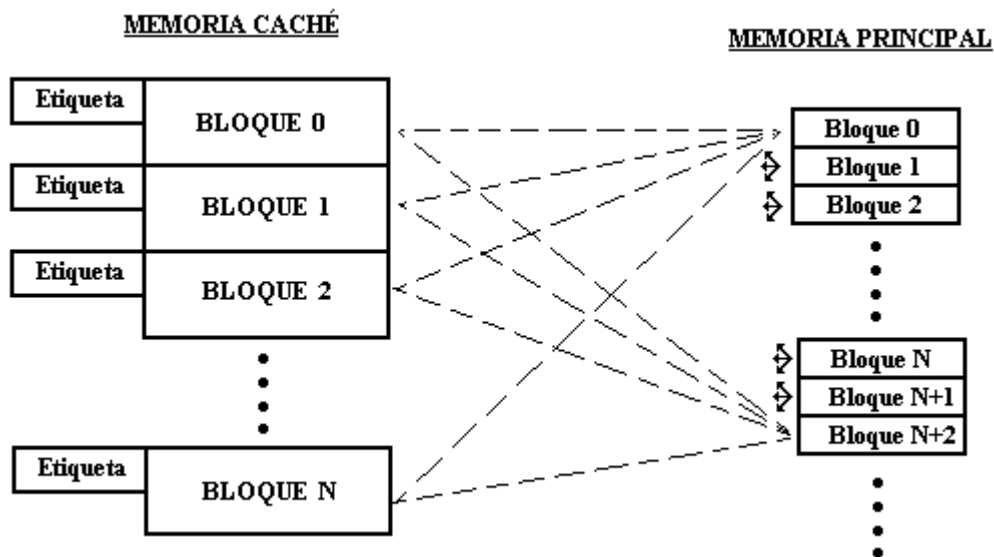 MEMORIA CACHÉ
Etiqueta
BLOQUE 0
Etiqueta
BLOQUE 1
Etiqueta
BLOQUE 2
Etiqueta
BLOQUE N
MEMORIA PRINCIPAL
Bloque 0
Bloque 1
Bloque 2
Bloque N
Bloque N+1
Bloque N+2